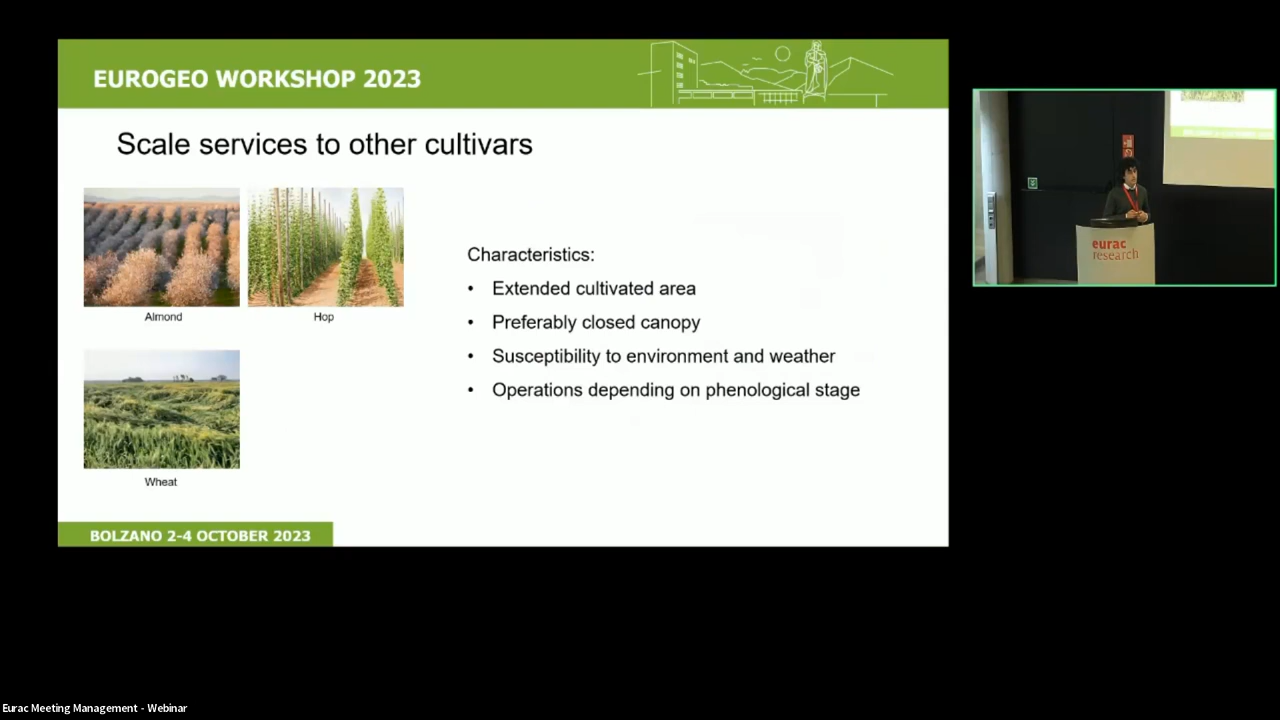 EUROGEO WORKSHOP 2023
Scale services to other cultivars
Almond
Hop
Wheat
Characteristics:
• Extended cultivated area
• Preferably closed canopy
• Susceptibility to environment and weather
• Operations depending on phenological stage
BOLZANO 2-4 OCTOBER 2023
eurac
research
Eurac Meeting Management - Webinar